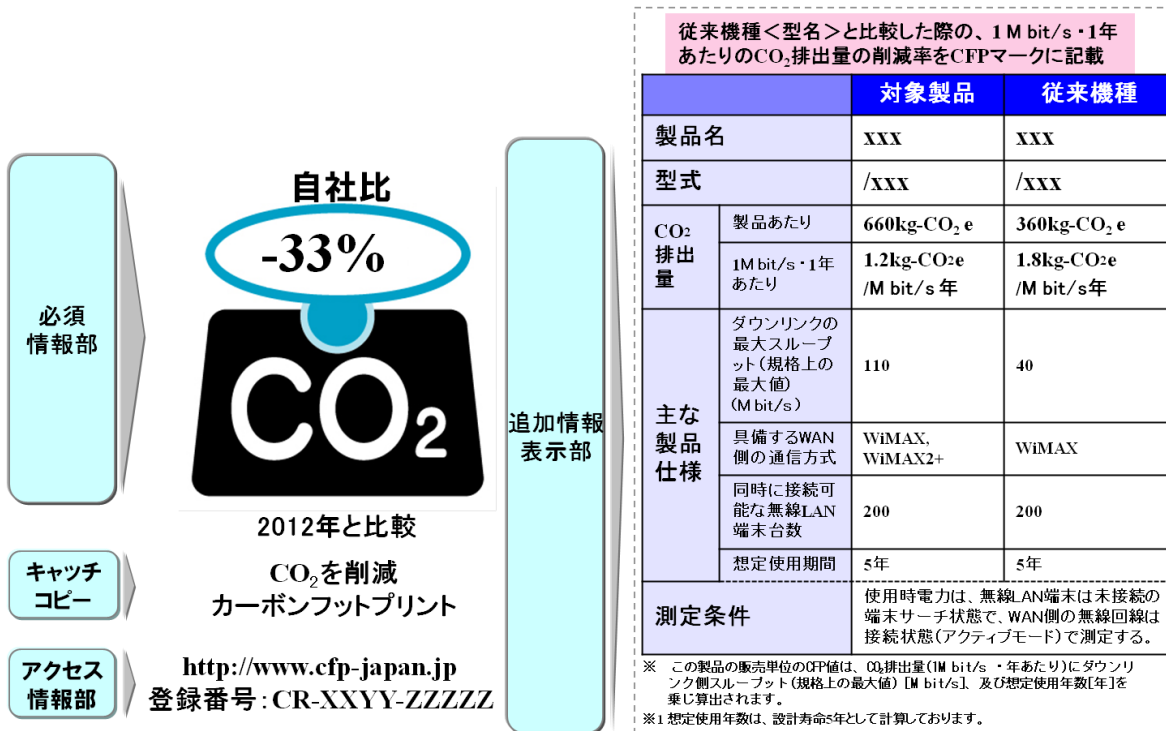 必須
情報部
自社比
-33%
CO2
2012年と比較
キャッチ
コピー
CO2を削減
カーボンフットプリント
アクセス
情報部
http://www.cfp-japan.jp
登録番号:CR-XXYY-ZZZZZ
追加情報
表示部
従来機種<型名>と比較した際の、1M bit/s・1年
あたりのCO2排出量の削減率をCFPマークに記載
対象製品 従来機種
製品名 xxx xxx
型式 /xxx /xxx
CO2
排出
量
製品あたり 660kg-CO2 e 360kg-CO2 e
1M bit/s・1年
あたり
1.2kg-CO2e
/M bit/s 年
1.8kg-CO2e
/M bit/s年
主な
製品
仕様
ダウンリンクの
最大スループ
ット(規格上の
最大値)
(M bit/s)
110 40
具備するWAN
側の通信方式
WiMAX,
WiMAX2+
WiMAX
同時に接続可
能な無線LAN
端末台数
200 200
想定使用期間 5年 5年
測定条件
使用時電力は、無線LAN端末は未接続の
端末サーチ状態で、WAN側の無線回線は
接続状態(アクティブモード)で測定する。
※ この製品の販売単位のCFP値は、CO2排出量(1M bit/s ・年あたり)にダウンリ
ンク側スループット(規格上の最大値) [M bit/s]、及び想定使用年数[年]を
乗じ算出されます。
※1 想定使用年数は、設計寿命5年として計算しております。